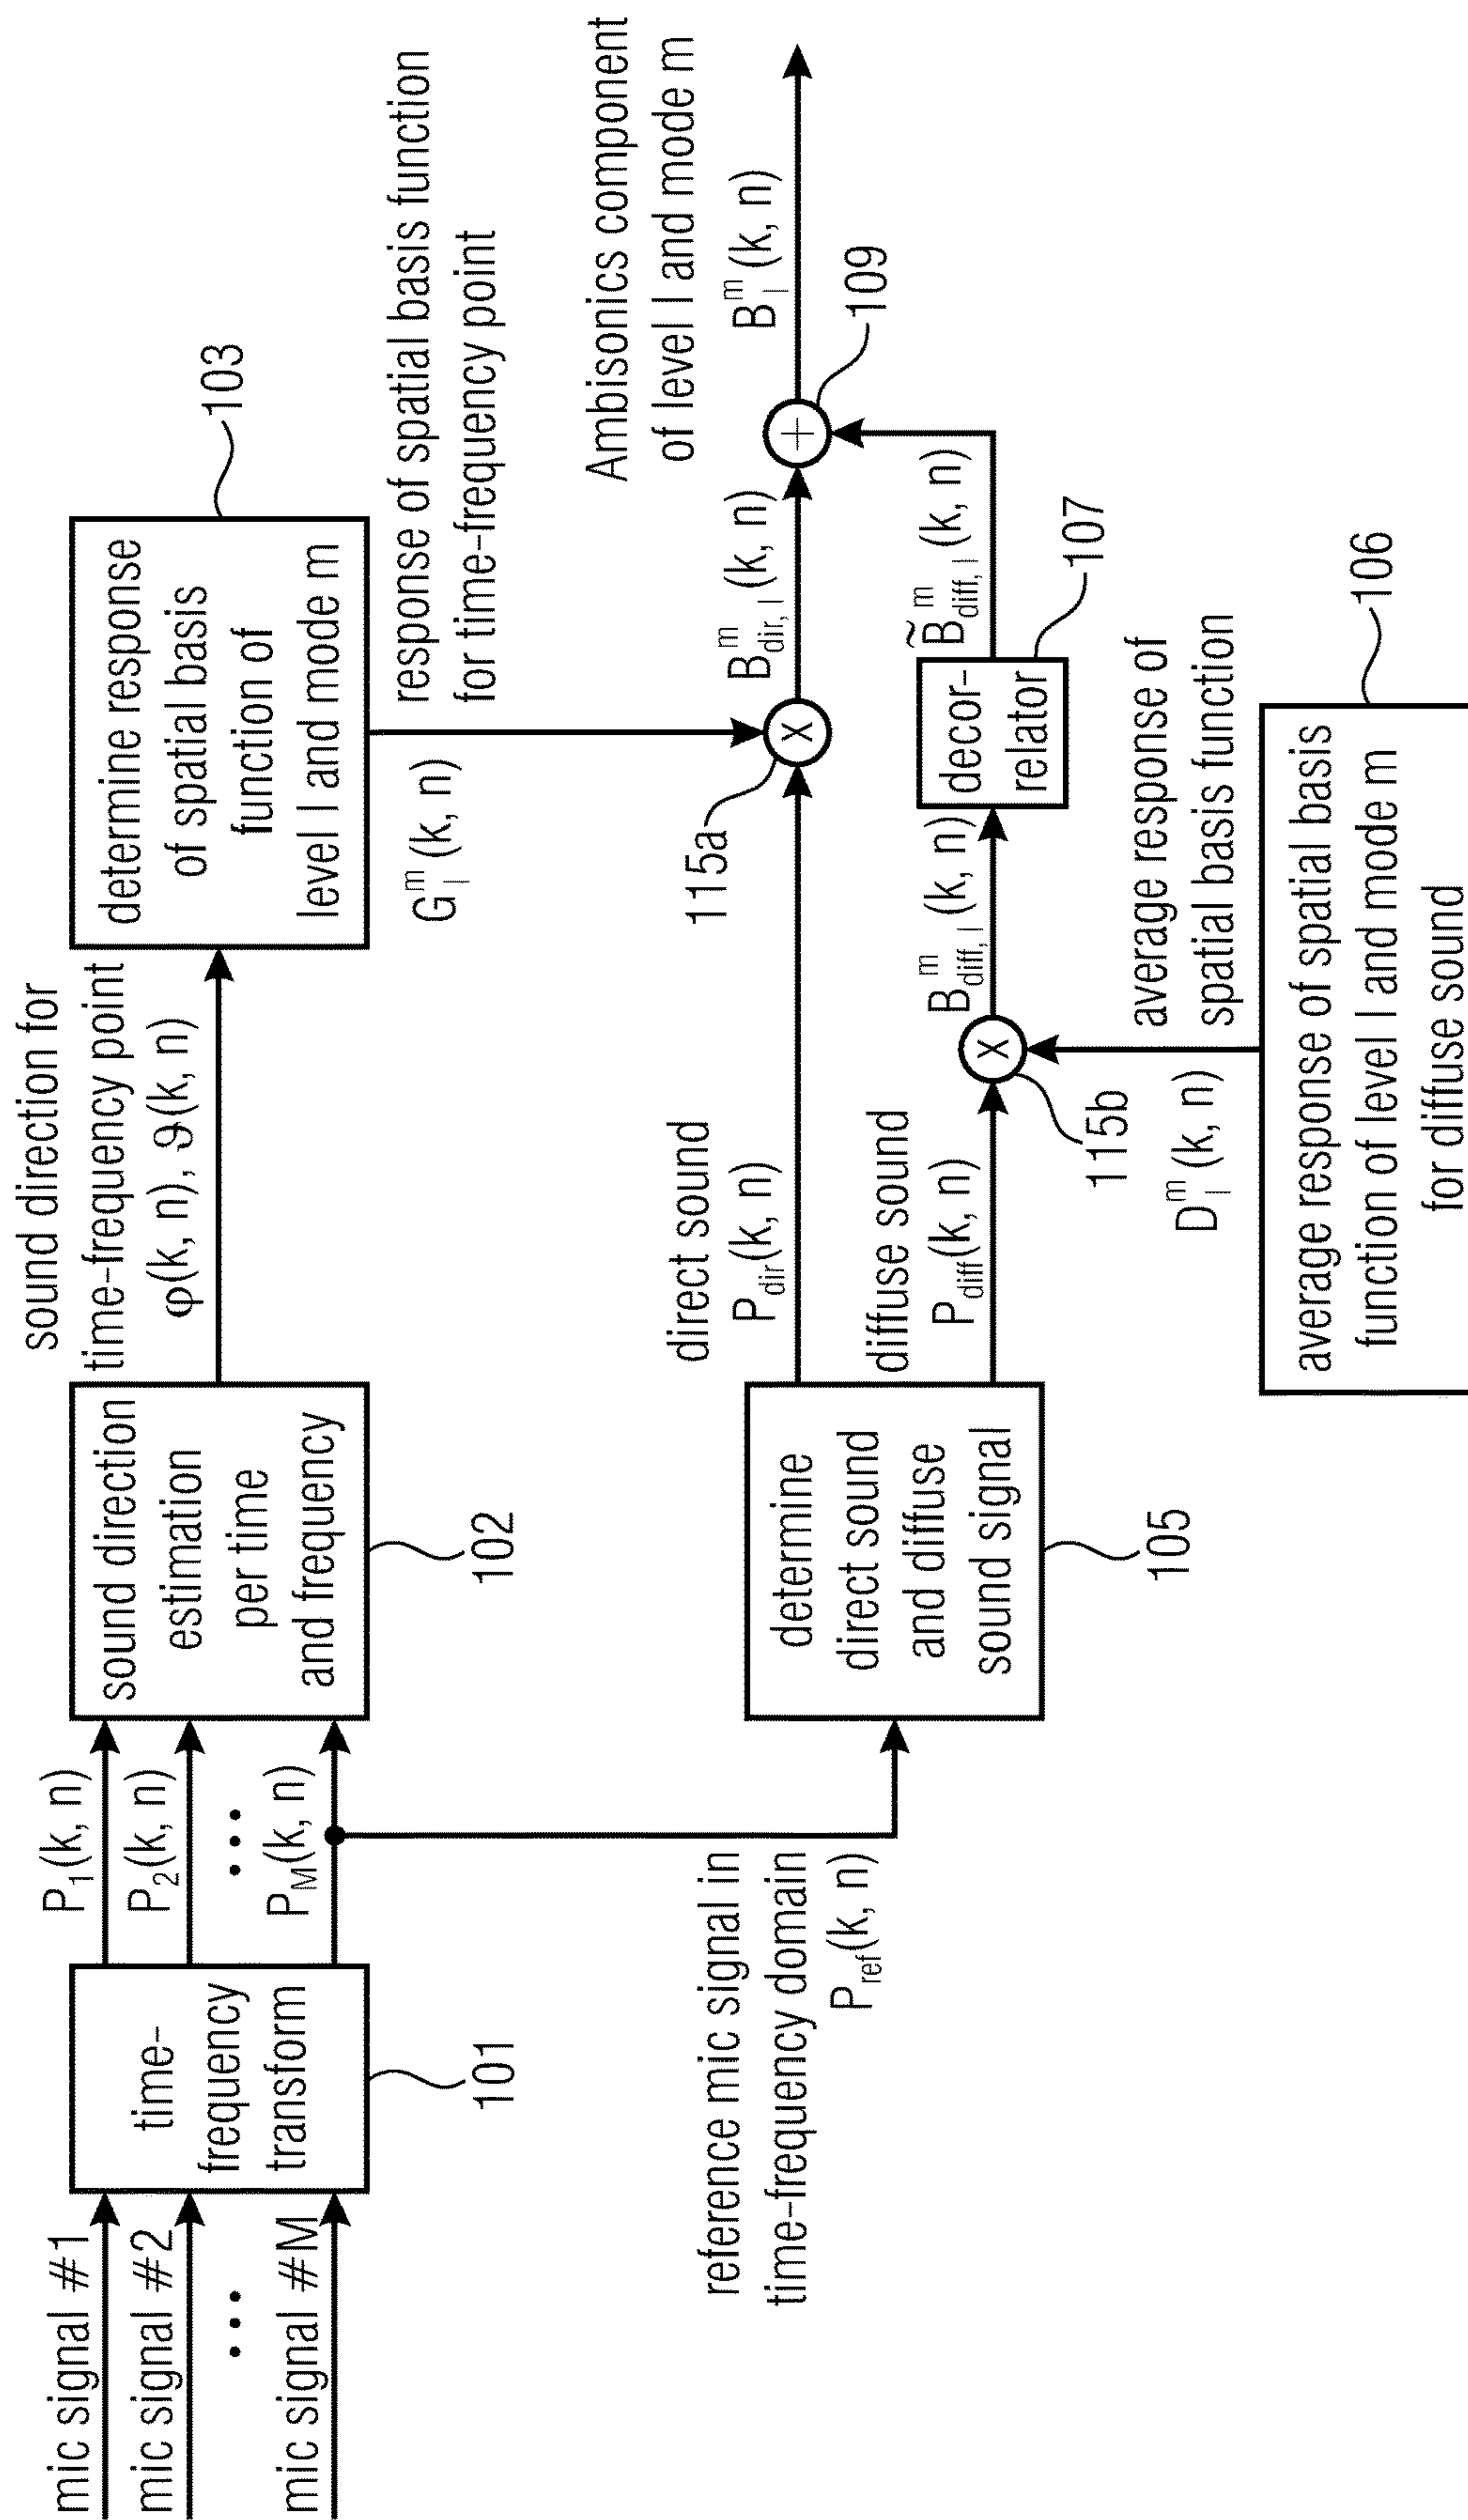 mic signal #1
mic signal #2
...
mic signal #M
time-
frequency
transform
101
P₁(k, n)
P₂(k, n)
...
P_M(k, n)
sound direction
estimation
per time
and frequency
102
sound direction for
time-frequency point
φ(k, n), ϑ(k, n)
determine response
of spatial basis
function of
level l and mode m
103
G_l^m (k, n)
response of spatial basis function
for time-frequency point
reference mic signal in
time-frequency domain
P_ref(k, n)
determine
direct sound
and diffuse
sound signal
105
direct sound
P_dir(k, n)
diffuse sound
P_diff(k, n)
115a
B_dir, l^m (k, n)
x
115b
x
D_l^m (k, n)
average response of
spatial basis function
average response of spatial basis
function of level l and mode m
for diffuse sound
106
B_diff, l^m (k, n)
decor-
relator
107
B̃_diff, l^m (k, n)
+
109
Ambisonics component
of level l and mode m
B_l^m (k, n)